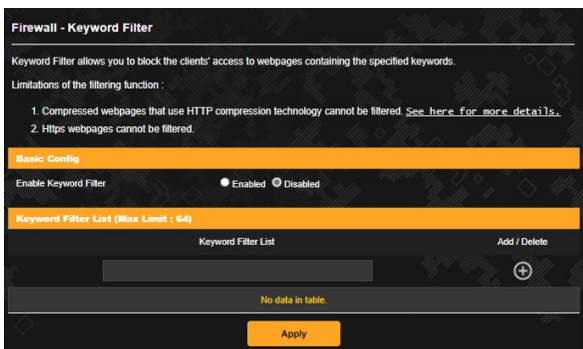 Firewall - Keyword Filter
Keyword Filter allows you to block the clients' access to webpages containing the specified keywords.
Limitations of the filtering function :
1. Compressed webpages that use HTTP compression technology cannot be filtered. See here for more details.
2. Https webpages cannot be filtered.
Basic Config
Enable Keyword Filter Enabled Disabled
Keyword Filter List (Max Limit : 64)
Keyword Filter List Add / Delete
No data in table.
Apply